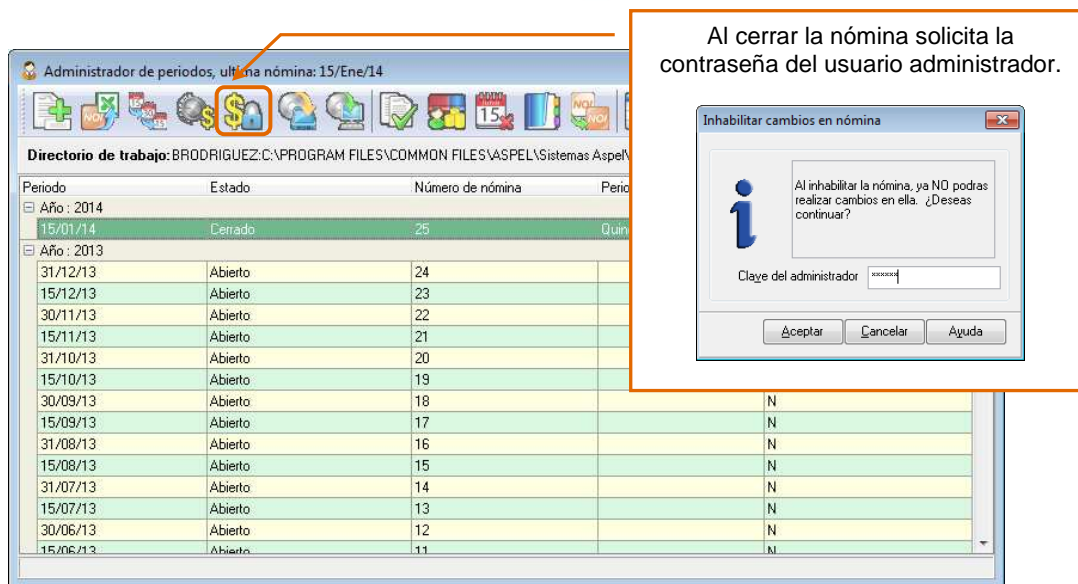 Al cerrar la nómina solicita la
contraseña del usuario administrador.
Administrador de periodos, ultima nómina: 15/Ene/14
Directorio de trabajo: BRODRIGUEZ:C:\PROGRAM FILES\COMMON FILES\ASPEL\Sistemas Aspel\
Periodo Estado Número de nómina Perio
Año : 2014
15/01/14 Cerrado 25 Quin
Año : 2013
31/12/13 Abierto 24
15/12/13 Abierto 23
30/11/13 Abierto 22
15/11/13 Abierto 21
31/10/13 Abierto 20
15/10/13 Abierto 19
30/09/13 Abierto 18 N
15/09/13 Abierto 17 N
31/08/13 Abierto 16 N
15/08/13 Abierto 15 N
31/07/13 Abierto 14 N
15/07/13 Abierto 13 N
30/06/13 Abierto 12 N
15/06/13 Abierto 11 N
Inhabilitar cambios en nómina
Al inhabilitar la nómina, ya NO podras
realizar cambios en ella. ¿Deseas
continuar?
Clave del administrador xxxxxx
Aceptar Cancelar Ayuda